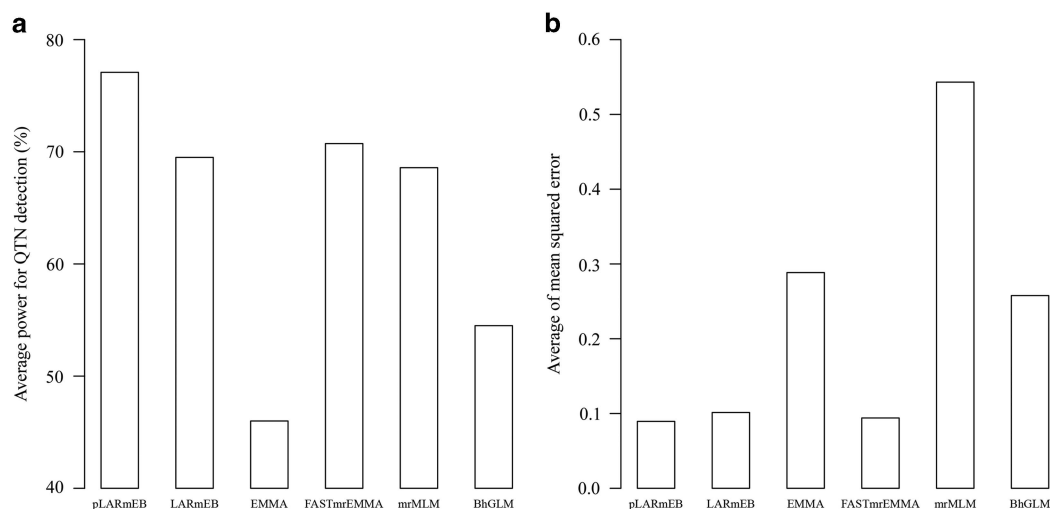 a
Average power for QTN detection (%)
80
70
60
50
40
pLARmEB LARmEB EMMA FASTmrEMMA mrMLM BhGLM
b
Average of mean squared error
0.6
0.5
0.4
0.3
0.2
0.1
0.0
pLARmEB LARmEB EMMA FASTmrEMMA mrMLM BhGLM